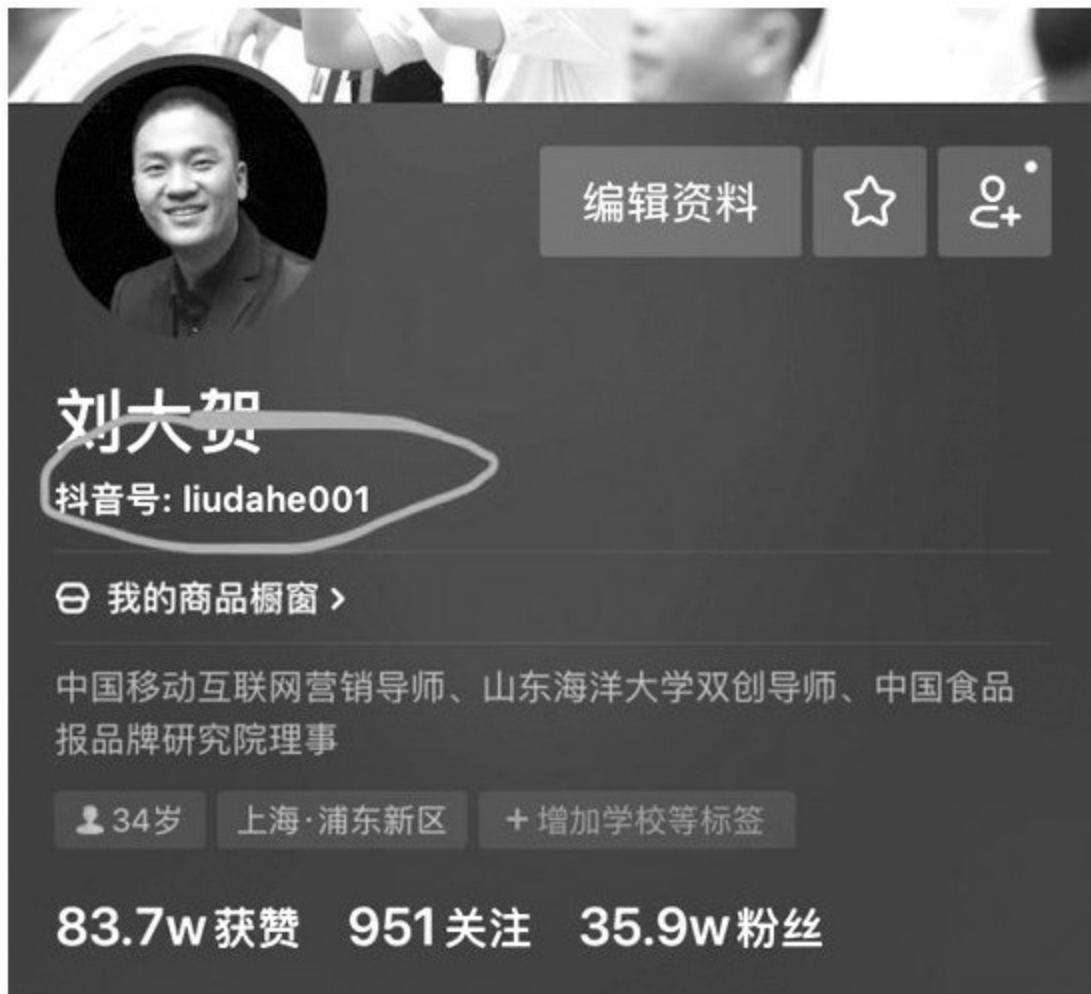 编辑资料
刘大贺
抖音号: liudahe001
我的商品橱窗 >
中国移动互联网营销导师、山东海洋大学双创导师、中国食品
报品牌研究院理事
34岁 上海·浦东新区 +增加学校等标签
83.7w获赞 951关注 35.9w粉丝